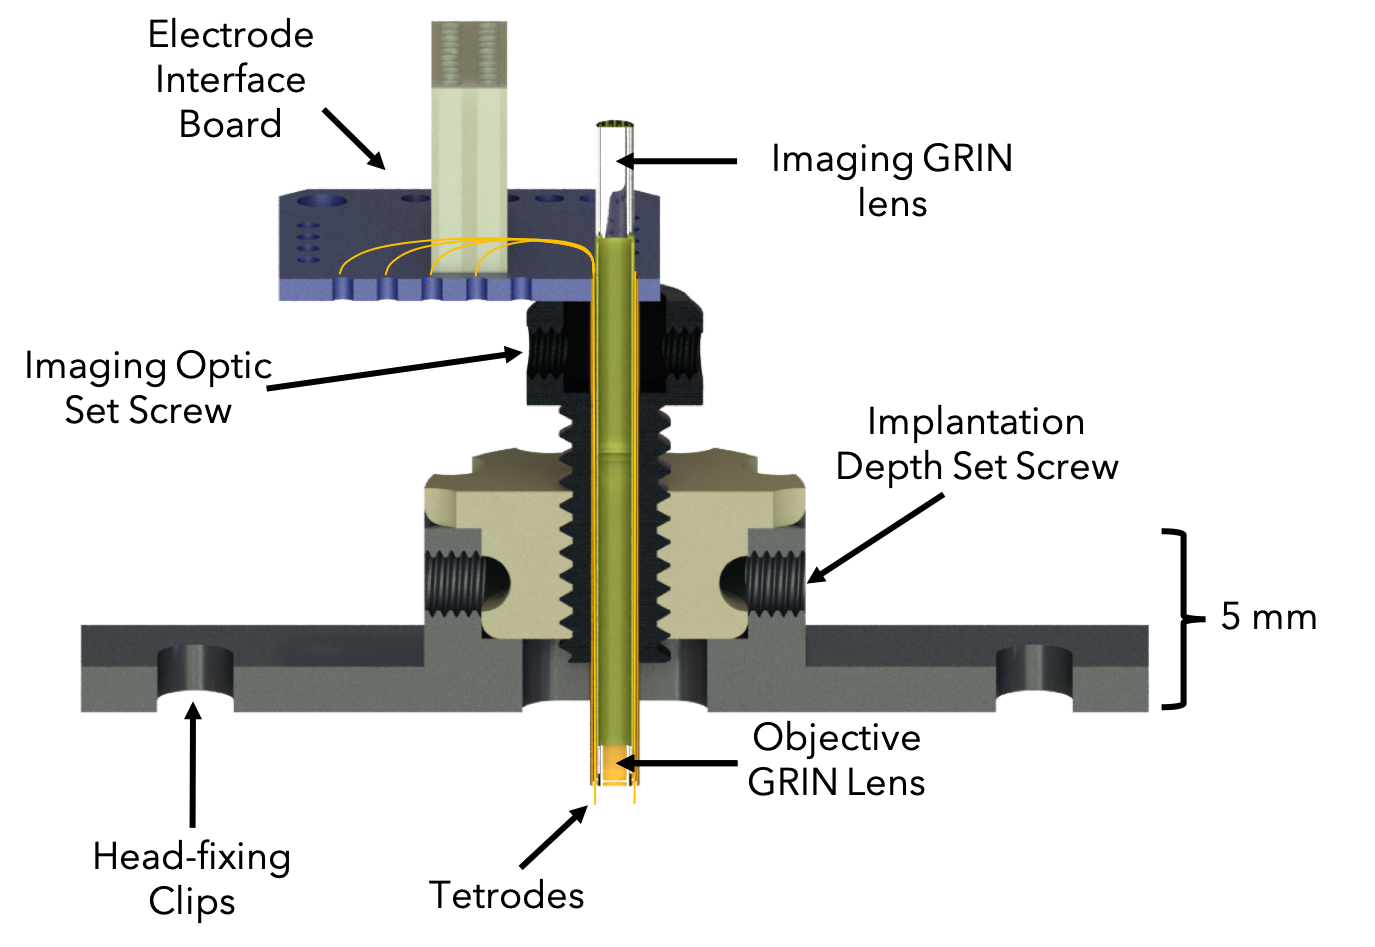 Electrode
Interface
Board
Imaging GRIN
lens
Imaging Optic
Set Screw
Implantation
Depth Set Screw
5 mm
Objective
GRIN Lens
Head-fixing
Clips
Tetrodes